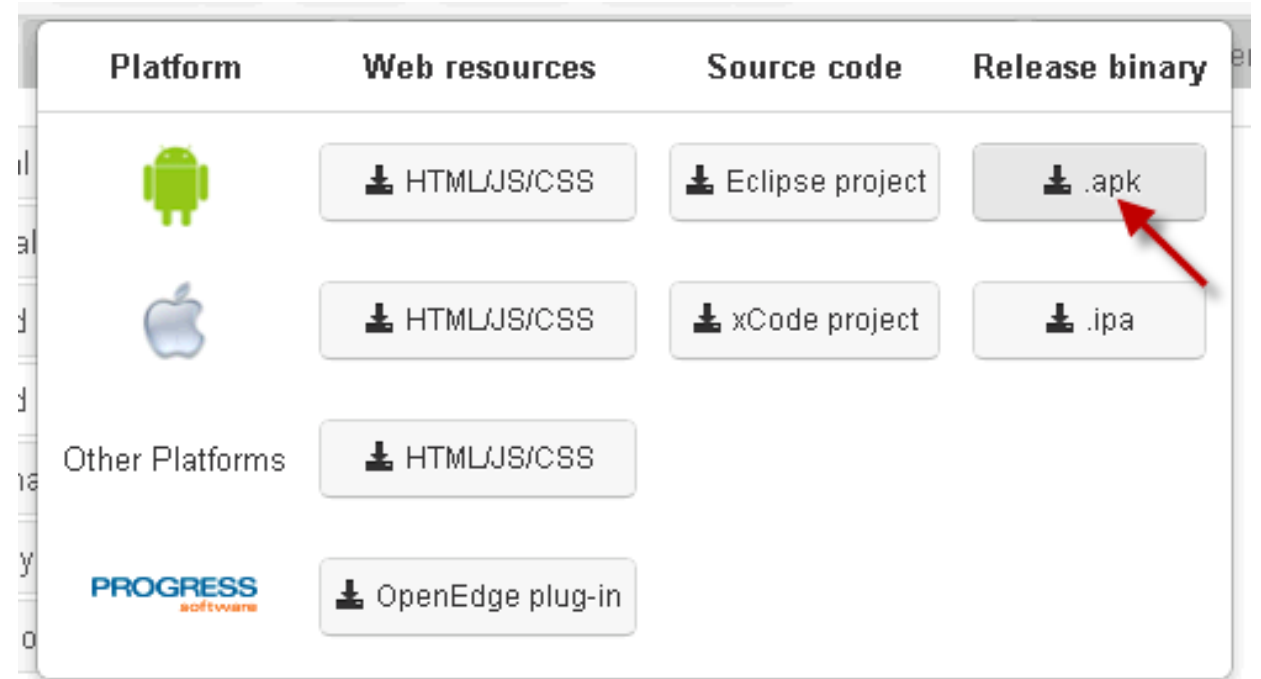 Platform Web resources Source code Release binary
HTML/JS/CSS Eclipse project .apk
HTML/JS/CSS xCode project .ipa
Other Platforms HTML/JS/CSS
PROGRESS
software
OpenEdge plug-in